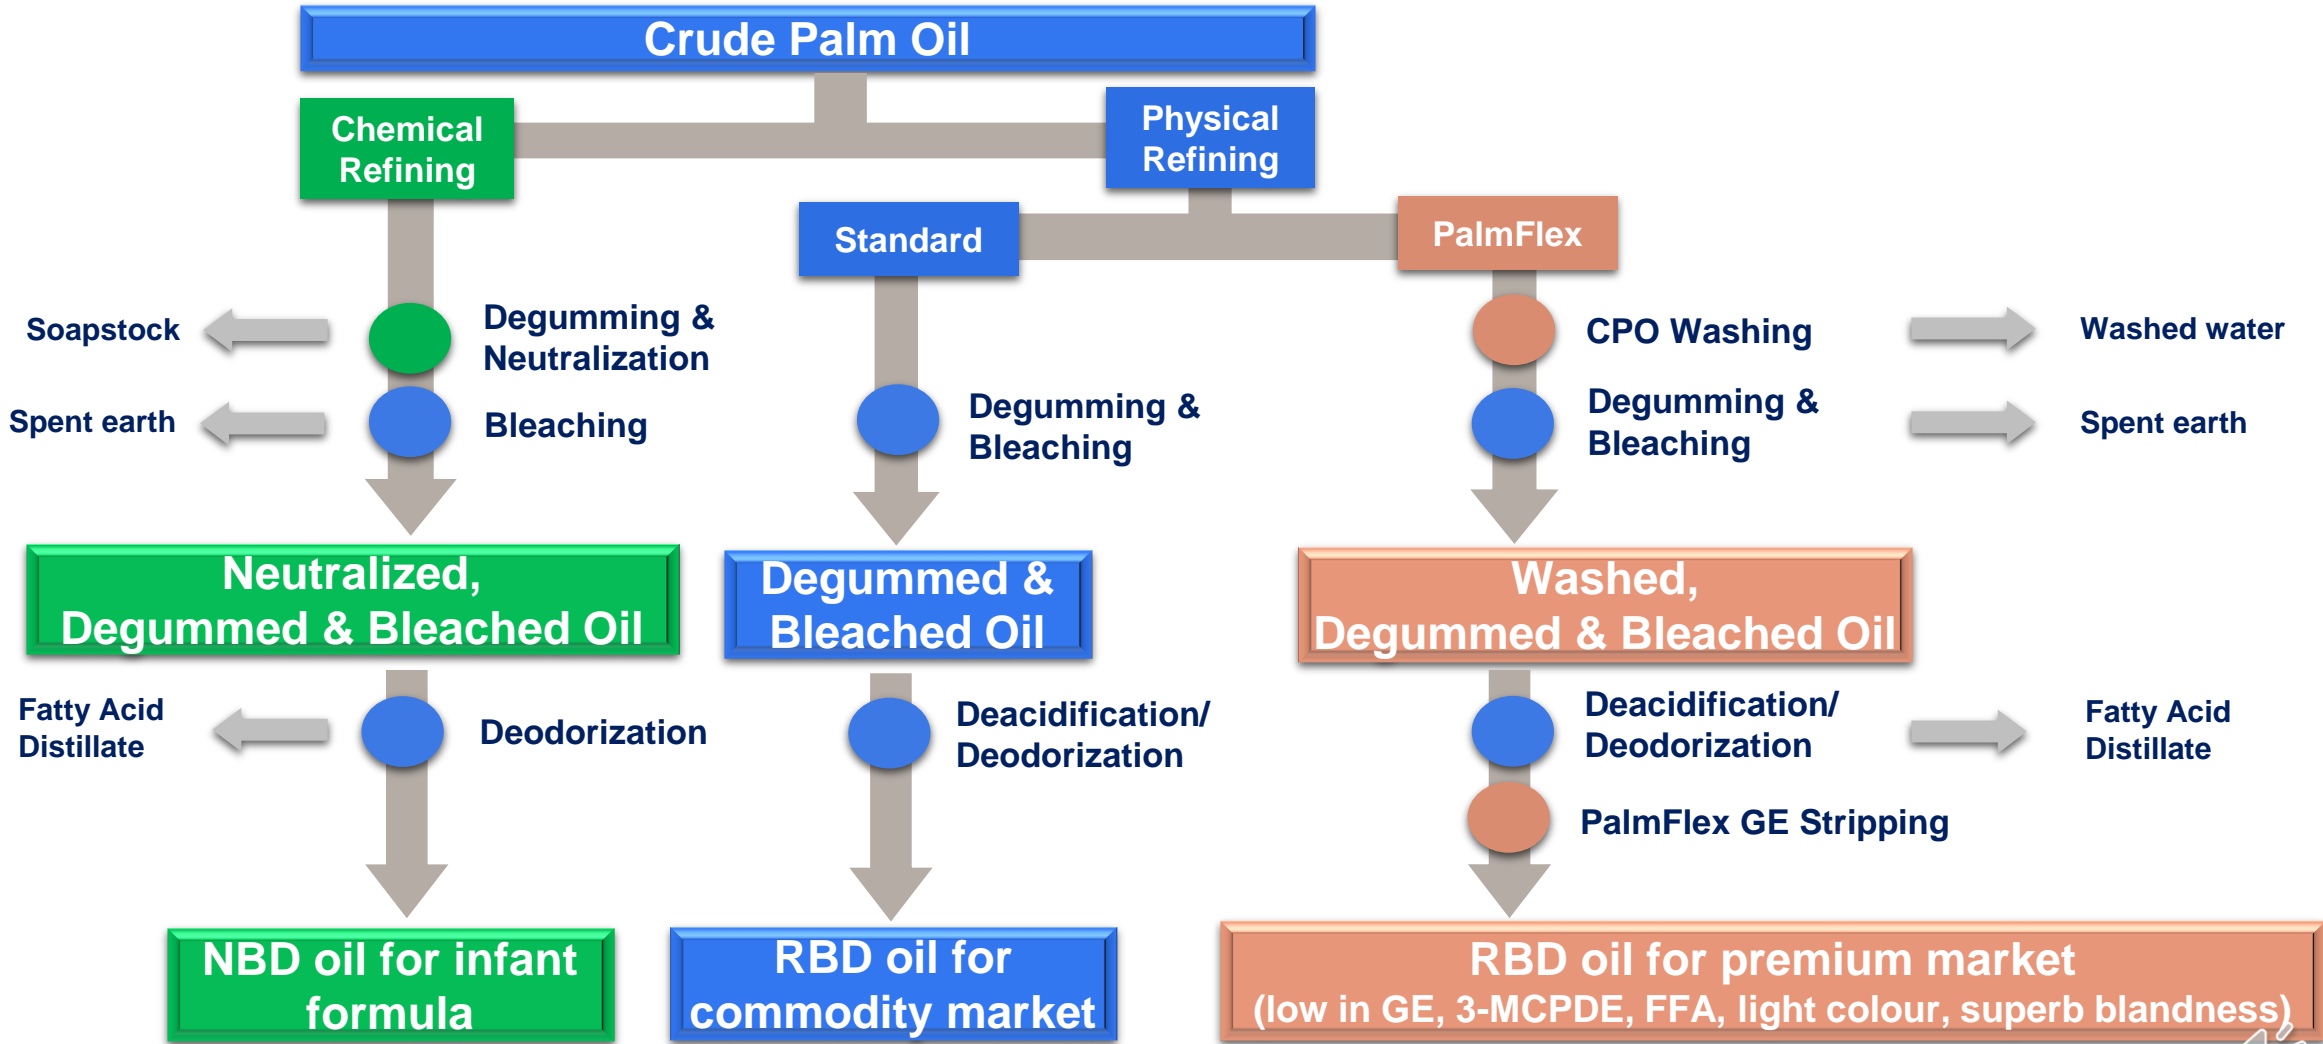 Crude Palm Oil
Chemical
Refining
Physical
Refining
Standard
PalmFlex
Soapstock
Degumming &
Neutralization
CPO Washing
Washed water
Spent earth
Bleaching
Degumming &
Bleaching
Degumming &
Bleaching
Spent earth
Neutralized,
Degummed & Bleached Oil
Degummed &
Bleached Oil
Washed,
Degummed & Bleached Oil
Fatty Acid
Distillate
Deodorization
Deacidification/
Deodorization
Deacidification/
Deodorization
Fatty Acid
Distillate
PalmFlex GE Stripping
NBD oil for infant
formula
RBD oil for
commodity market
RBD oil for premium market
(low in GE, 3-MCPDE, FFA, light colour, superb blandness)